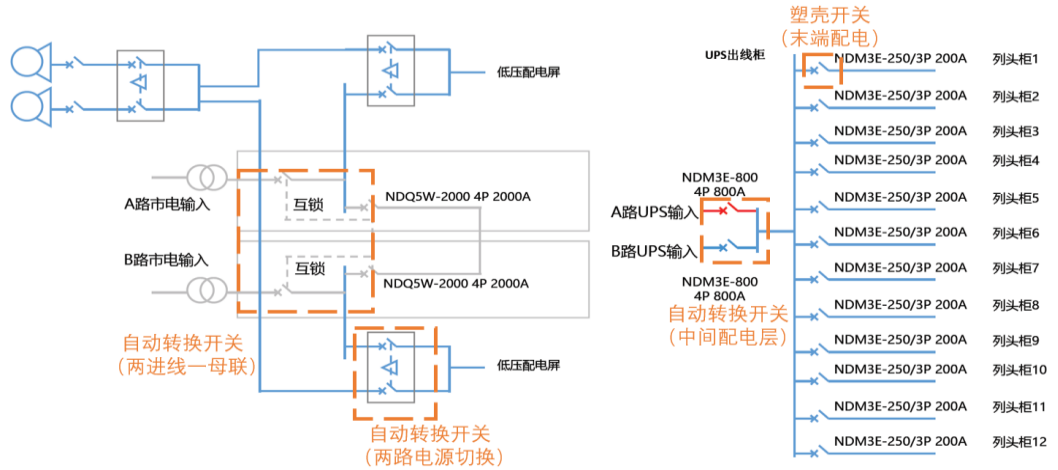 低压配电屏
A路市电输入
互锁
NDQ5W-2000 4P 2000A
B路市电输入
互锁
NDQ5W-2000 4P 2000A
自动转换开关
(两进线一母联)
低压配电屏
自动转换开关
(两路电源切换)
塑壳开关
(末端配电)
UPS出线柜
NDM3E-250/3P 200A 列头柜1
NDM3E-250/3P 200A 列头柜2
NDM3E-250/3P 200A 列头柜3
NDM3E-250/3P 200A 列头柜4
NDM3E-800
4P 800A
NDM3E-250/3P 200A 列头柜5
A路UPS输入
NDM3E-250/3P 200A 列头柜6
B路UPS输入
NDM3E-250/3P 200A 列头柜7
NDM3E-800
4P 800A
NDM3E-250/3P 200A 列头柜8
自动转换开关
(中间配电层)
NDM3E-250/3P 200A 列头柜9
NDM3E-250/3P 200A 列头柜10
NDM3E-250/3P 200A 列头柜11
NDM3E-250/3P 200A 列头柜12